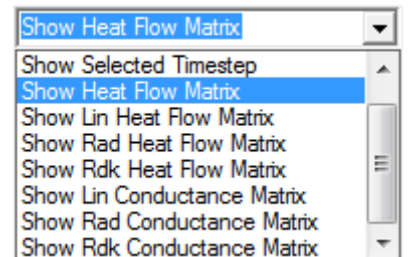 Show Heat Flow Matrix
Show Selected Timestep
Show Heat Flow Matrix
Show Lin Heat Flow Matrix
Show Rad Heat Flow Matrix
Show Rdk Heat Flow Matrix
Show Lin Conductance Matrix
Show Rad Conductance Matrix
Show Rdk Conductance Matrix